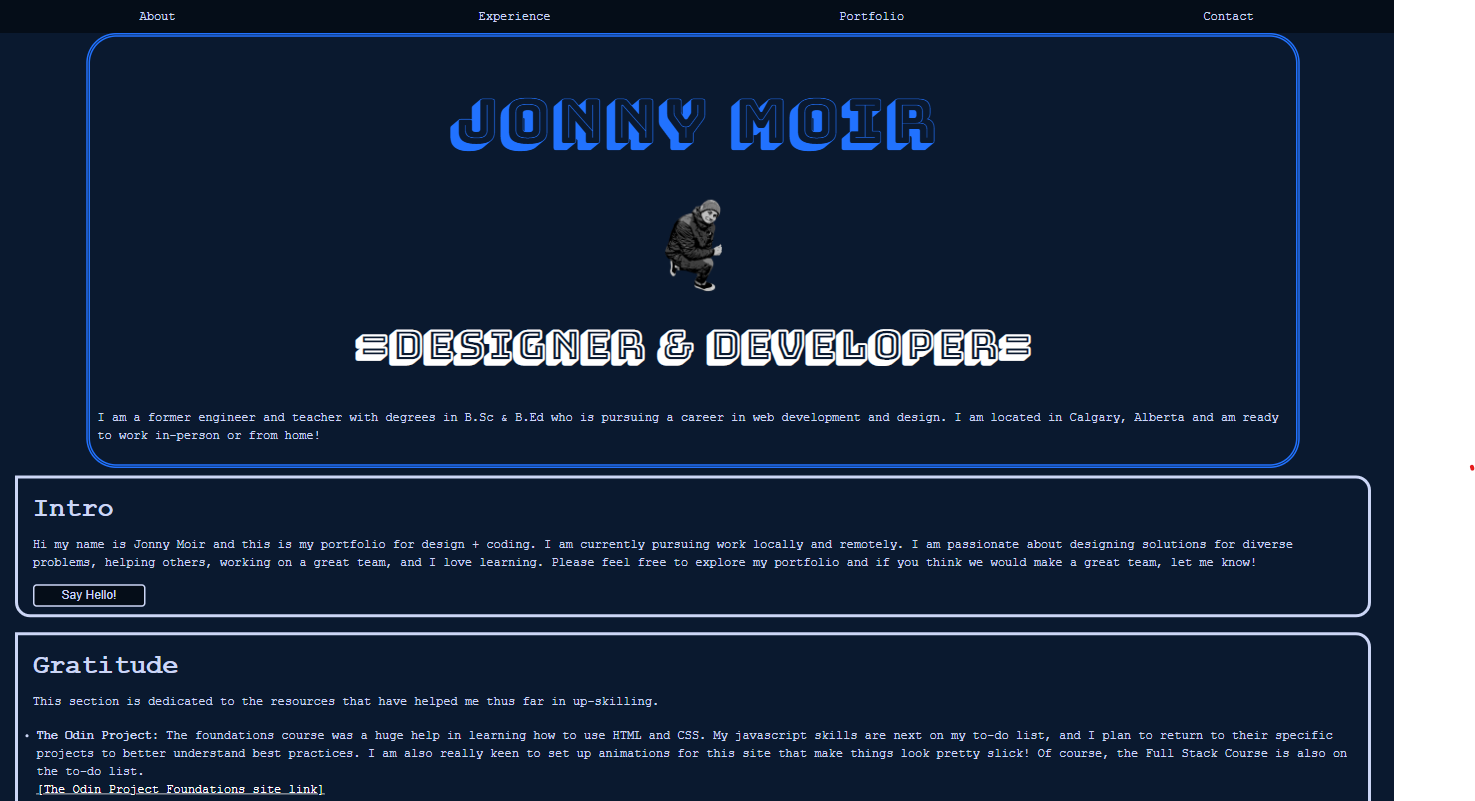 About Experience Portfolio Contact
JONNY MOIR
=DESIGNER & DEVELOPER=
I am a former engineer and teacher with degrees in B.Sc & B.Ed who is pursuing a career in web development and design. I am located in Calgary, Alberta and am ready
to work in-person or from home!
Intro
Hi my name is Jonny Moir and this is my portfolio for design + coding. I am currently pursuing work locally and remotely. I am passionate about designing solutions for diverse
problems, helping others, working on a great team, and I love learning. Please feel free to explore my portfolio and if you think we would make a great team, let me know!
Say Hello!
Gratitude
This section is dedicated to the resources that have helped me thus far in up-skilling.
• The Odin Project: The foundations course was a huge help in learning how to use HTML and CSS. My javascript skills are next on my to-do list, and I plan to return to their specific
projects to better understand best practices. I am also really keen to set up animations for this site that make things look pretty slick! Of course, the Full Stack Course is also on
the to-do list.
[The Odin Project Foundations site link]